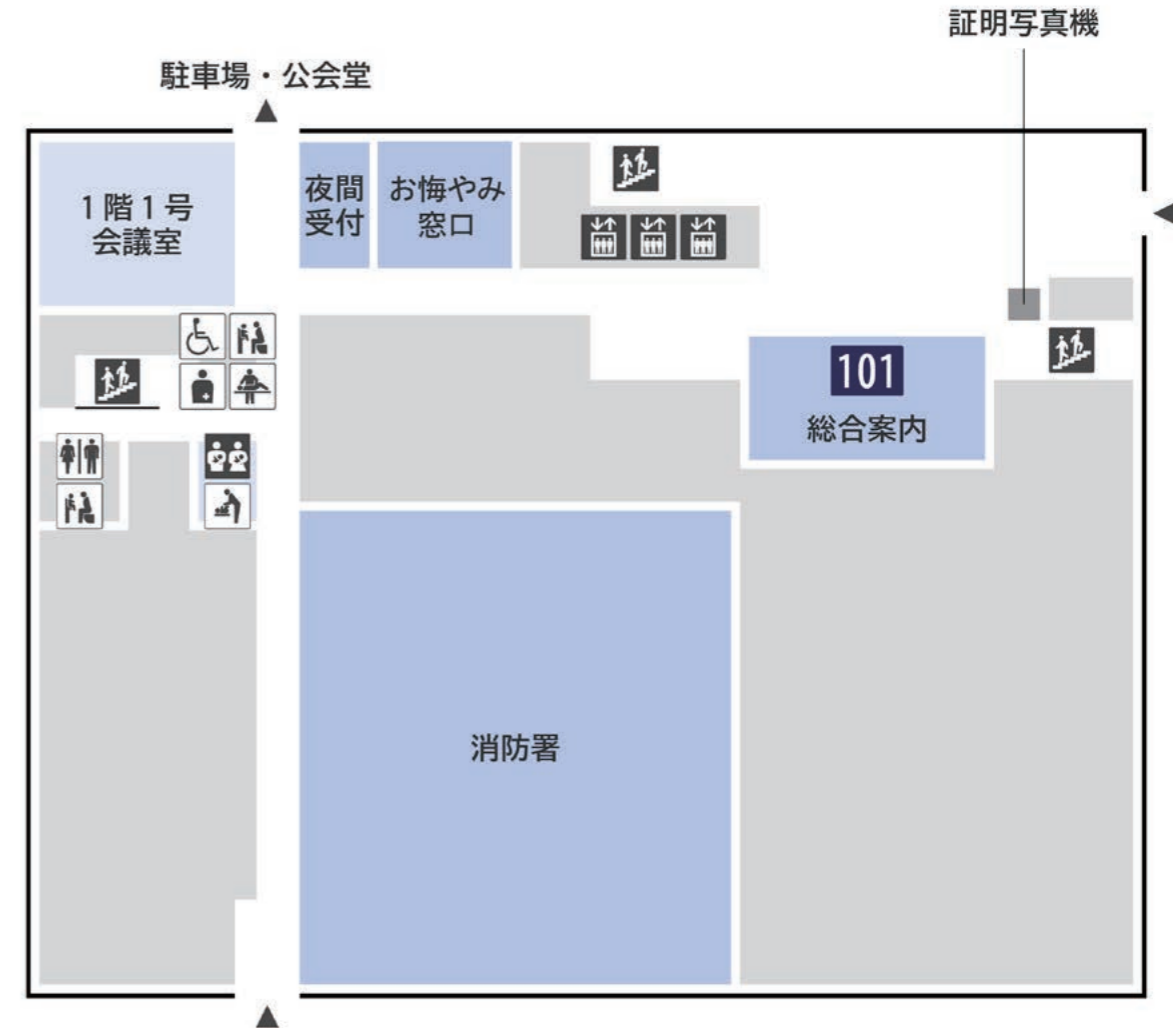 証明写真機
駐車場・公会堂
1階1号
会議室
夜間
受付
お悔やみ
窓口
101
総合案内
消防署